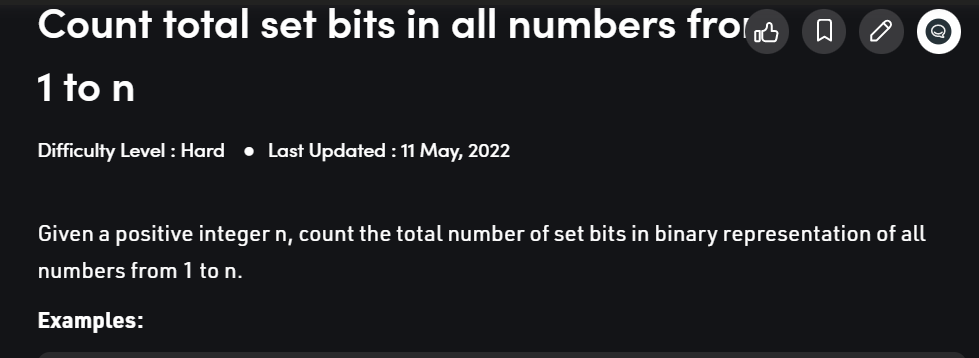 Count total set bits in all numbers from
1 to n
Difficulty Level : Hard ● Last Updated : 11 May, 2022
Given a positive integer n, count the total number of set bits in binary representation of all
numbers from 1 to n.
Examples: